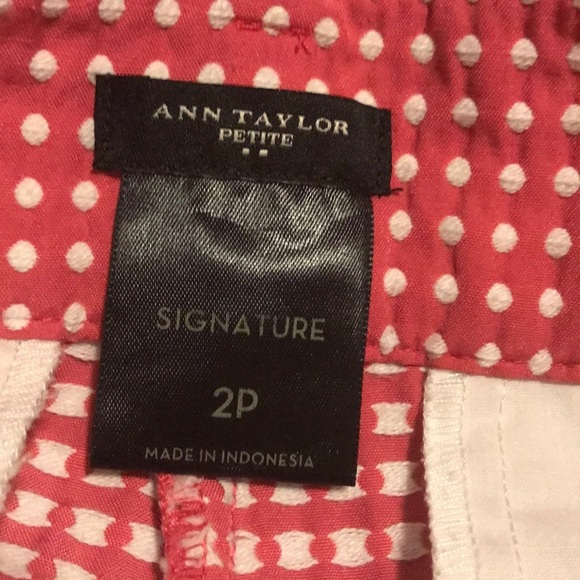 ANN TAYLOR
PETITE
SIGNATURE
2P
MADE IN INDONESIA